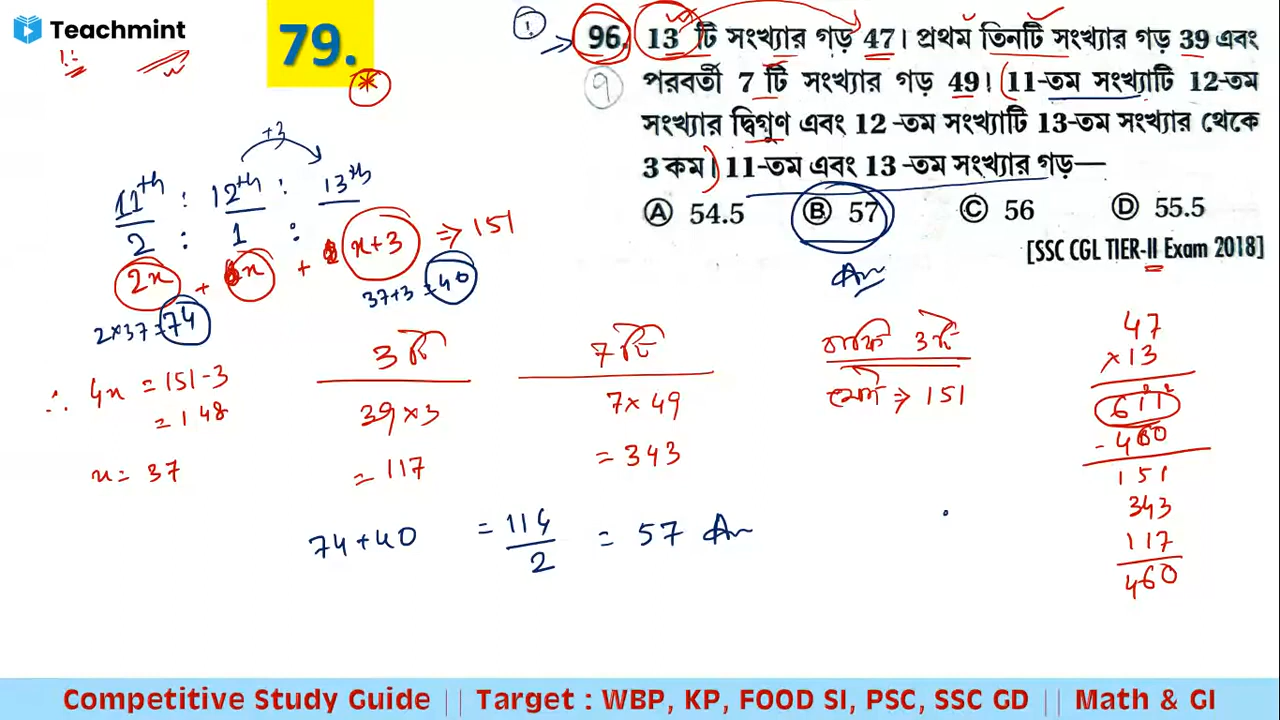 Teachmint
79.
96. 13 টি সংখ্যার গড় 47। প্রথম তিনটি সংখ্যার গড় 39 এবং
পরবর্তী 7 টি সংখ্যার গড় 49। 11-তম সংখ্যাটি 12-তম
সংখ্যার দ্বিগুণ এবং 12 -তম সংখ্যাটি 13-তম সংখ্যার থেকে
3 কম। 11-তম এবং 13 -তম সংখ্যার গড়—
Ⓐ 54.5 Ⓑ 57 Ⓒ 56 Ⓓ 55.5
[SSC CGL TIER-II Exam 2018]
Ans
9
+3
11th : 12th : 13th
2 : 1 :
2x + x + x+3 ⇒ 151
2×37=74
37+3=40
∴ 4x = 151-3
= 148
x = 37
3 টি
39×3
= 117
7 টি
7×49
= 343
বাকি 3টি
মোট ⇒ 151
47
×13
611
-460
151
343
117
460
74+40 = 114/2 = 57 Ans
Competitive Study Guide || Target : WBP, KP, FOOD SI, PSC, SSC GD || Math & GI